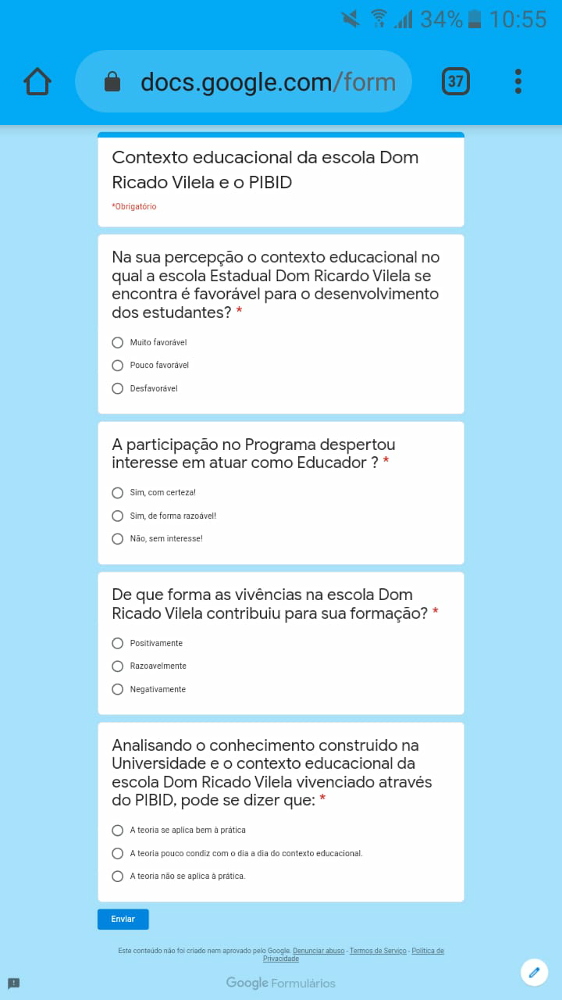 34% 10:55
docs.google.com/form
37
Contexto educacional da escola Dom
Ricado Vilela e o PIBID
*Obrigatório
Na sua percepção o contexto educacional no
qual a escola Estadual Dom Ricardo Vilela se
encontra é favorável para o desenvolvimento
dos estudantes? *
Muito favorável
Pouco favorável
Desfavorável
A participação no Programa despertou
interesse em atuar como Educador ? *
Sim, com certeza!
Sim, de forma razoável!
Não, sem interesse!
De que forma as vivências na escola Dom
Ricado Vilela contribuiu para sua formação? *
Positivamente
Razoavelmente
Negativamente
Analisando o conhecimento construido na
Universidade e o contexto educacional da
escola Dom Ricado Vilela vivenciado através
do PIBID, pode se dizer que: *
A teoria se aplica bem à prática
A teoria pouco condiz com o dia a dia do contexto educacional.
A teoria não se aplica à prática.
Enviar
Este conteúdo não foi criado nem aprovado pelo Google. Denunciar abuso - Termos de Serviço - Política de
Privacidade
Google Formulários